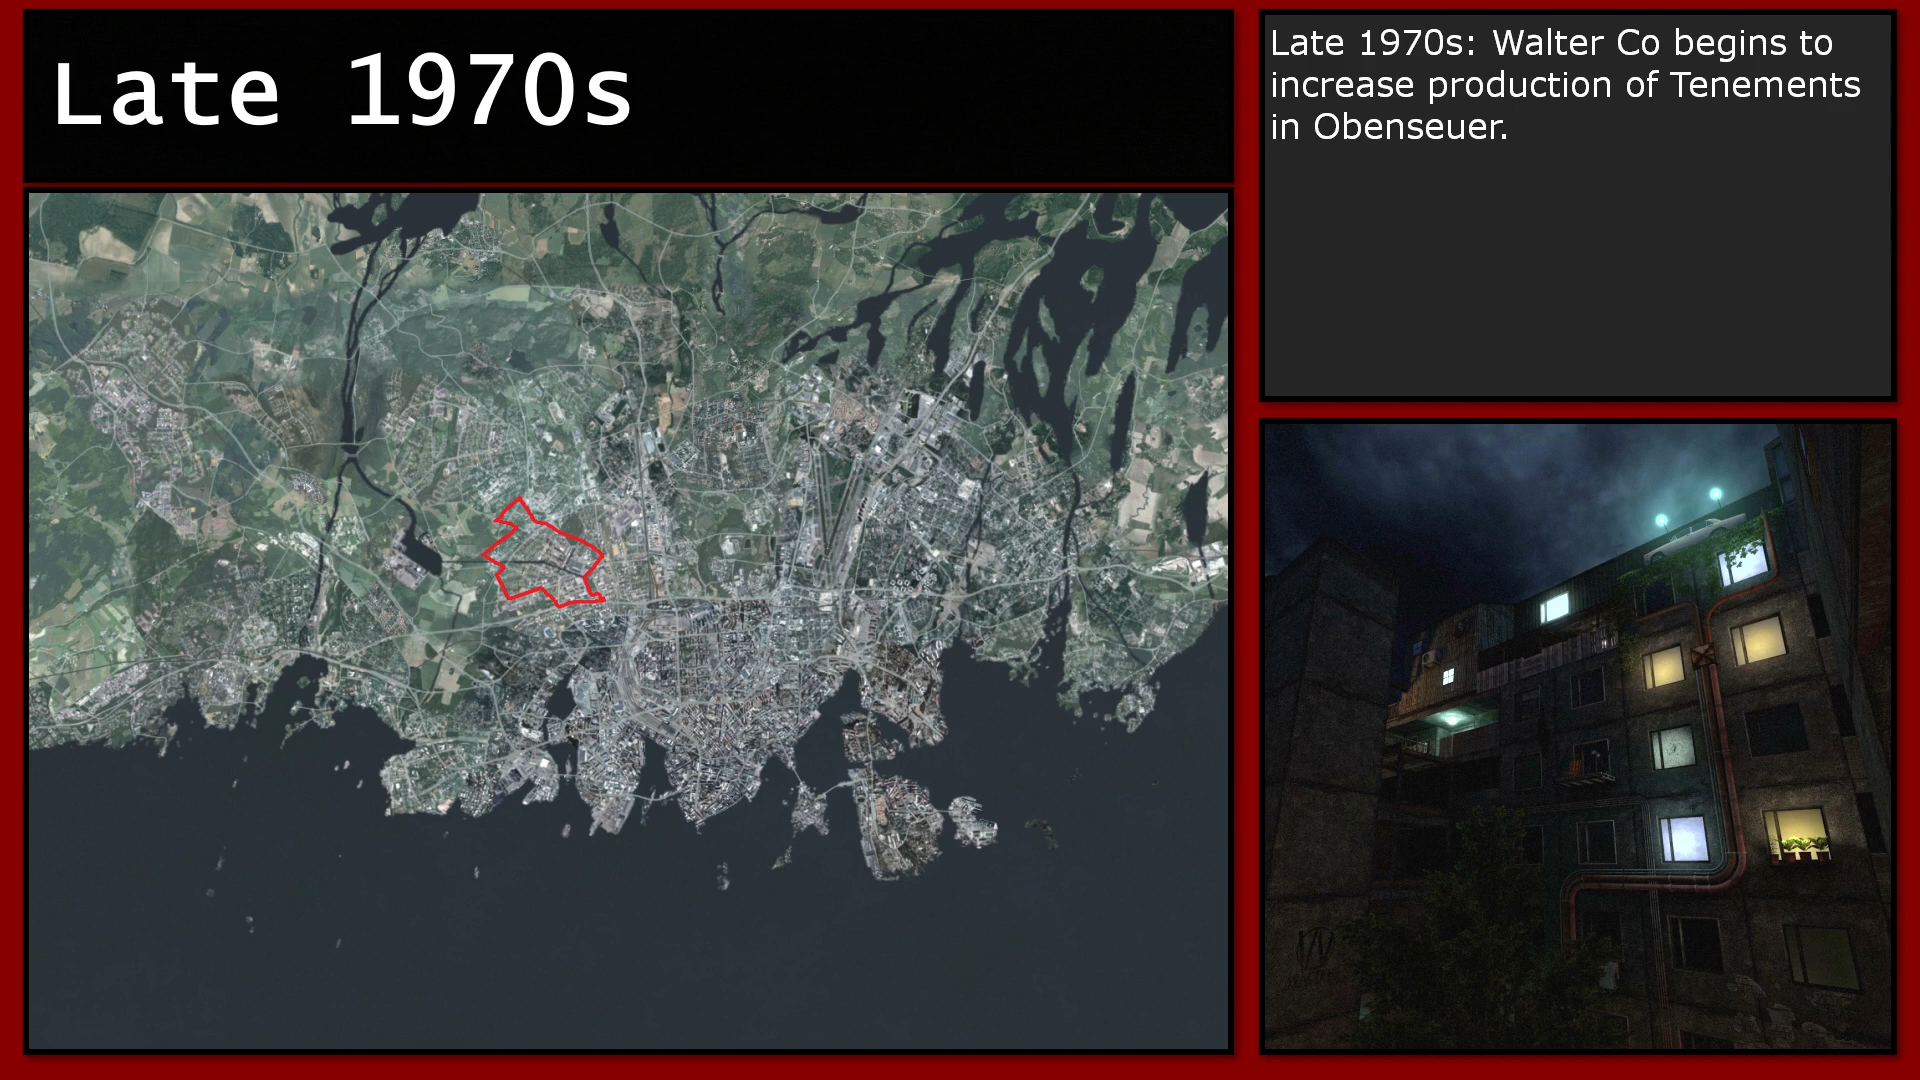 Late 1970s
Late 1970s: Walter Co begins to
increase production of Tenements
in Obenseuer.